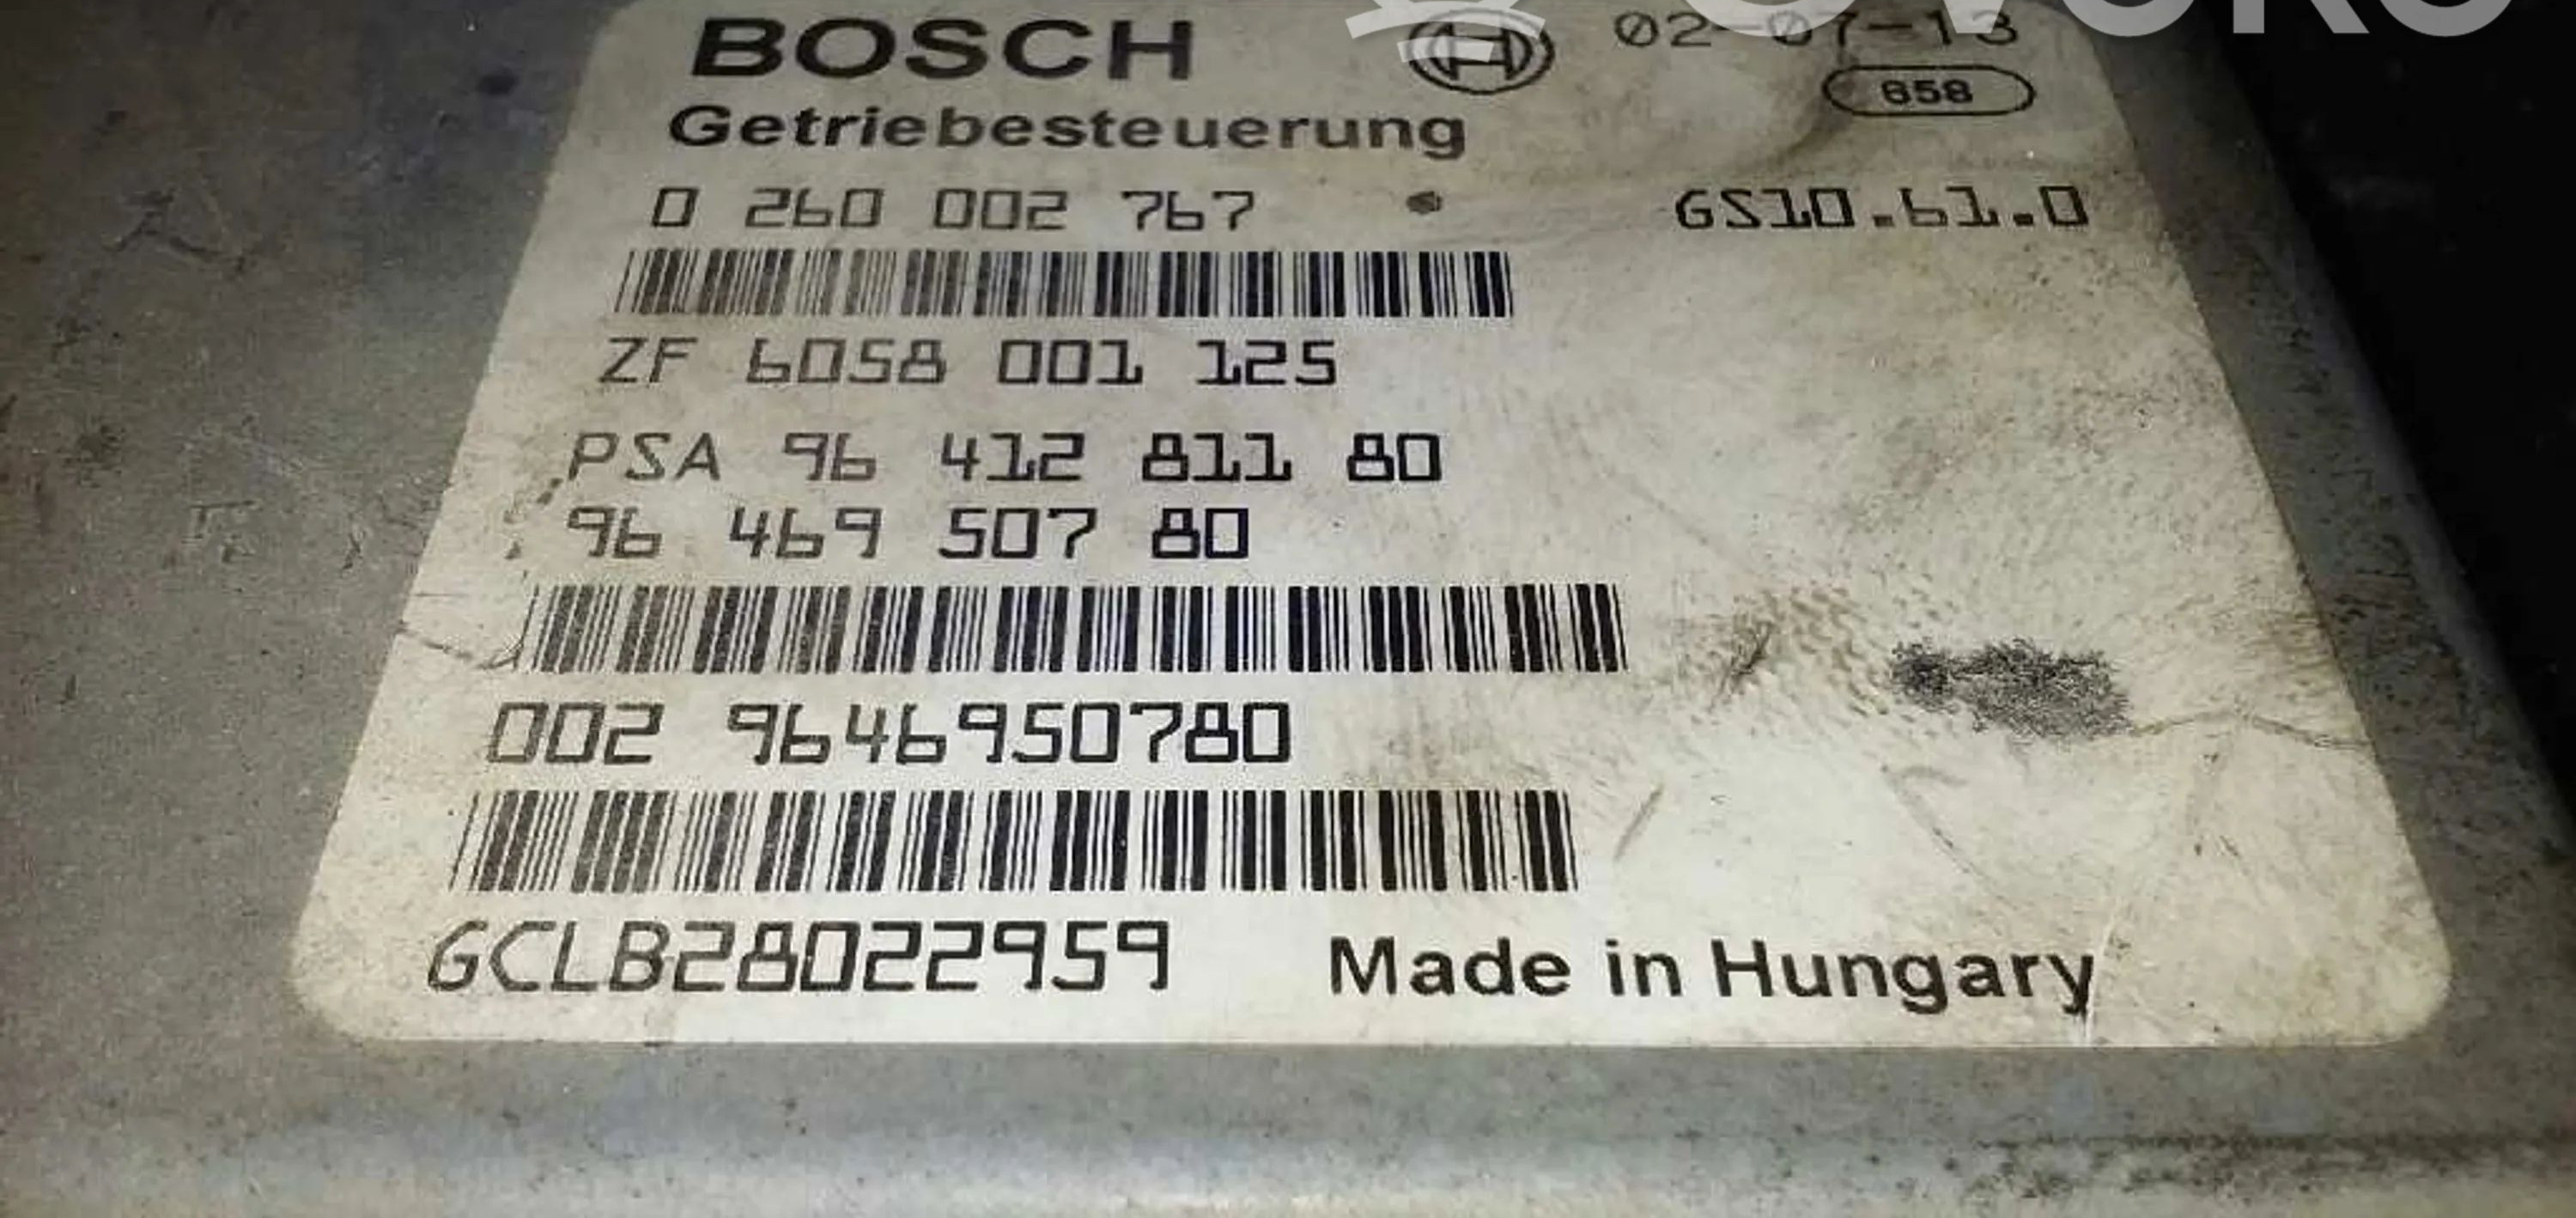 BOSCH 02-07-13
658
Getriebesteuerung
0 260 002 767 GS10.61.0
ZF 6058 001 125
PSA 96 412 811 80
96 469 507 80
002 9646950780
GCLB28022959 Made in Hungary